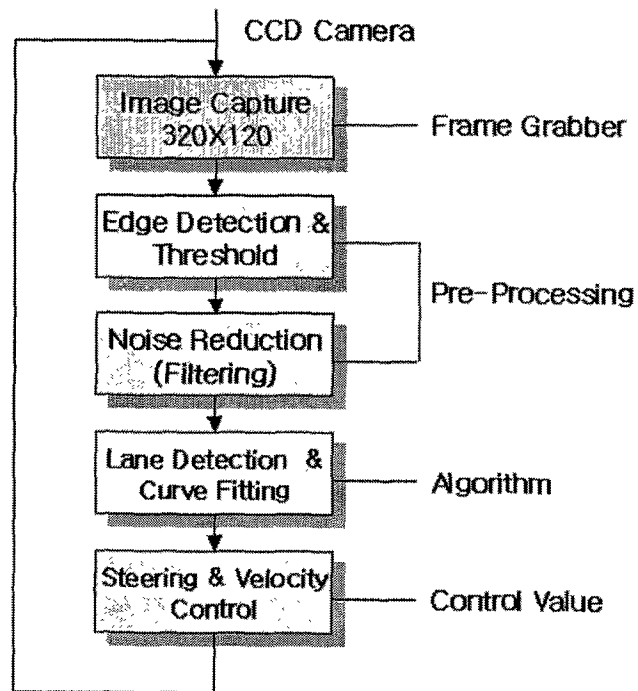 CCD Camera
Image Capture
320X120
Frame Grabber
Edge Detection &
Threshold
Pre-Processing
Noise Reduction
(Filtering)
Lane Detection &
Curve Fitting
Algorithm
Steering & Velocity
Control
Control Value